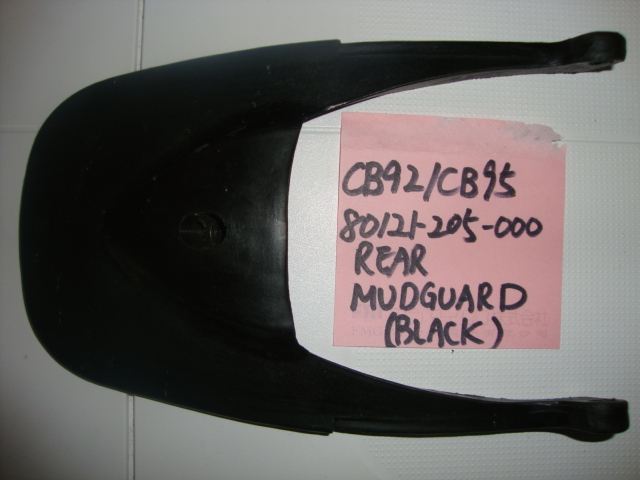 CB92/CB95
80121-205-000
REAR
MUDGUARD
(BLACK)